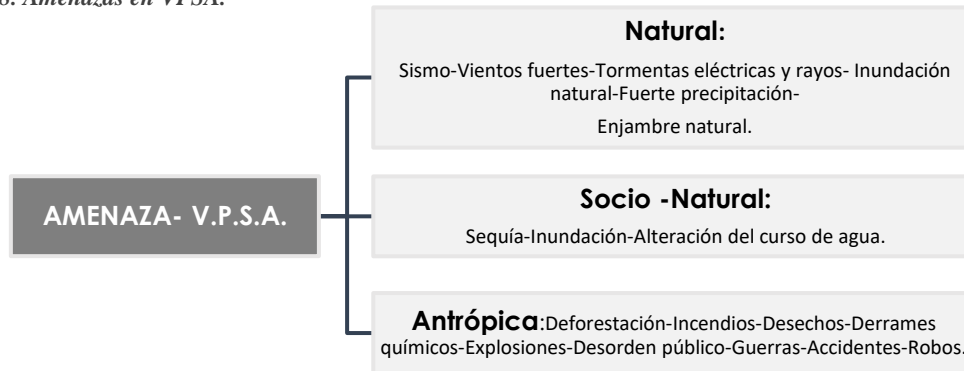 Amenazas en VPSA.
Natural:
Sismo-Vientos fuertes-Tormentas eléctricas y rayos- Inundación
natural-Fuerte precipitación-
Enjambre natural.
AMENAZA- V.P.S.A.
Socio -Natural:
Sequía-Inundación-Alteración del curso de agua.
Antrópica:Deforestación-Incendios-Desechos-Derrames
químicos-Explosiones-Desorden público-Guerras-Accidentes-Robos.